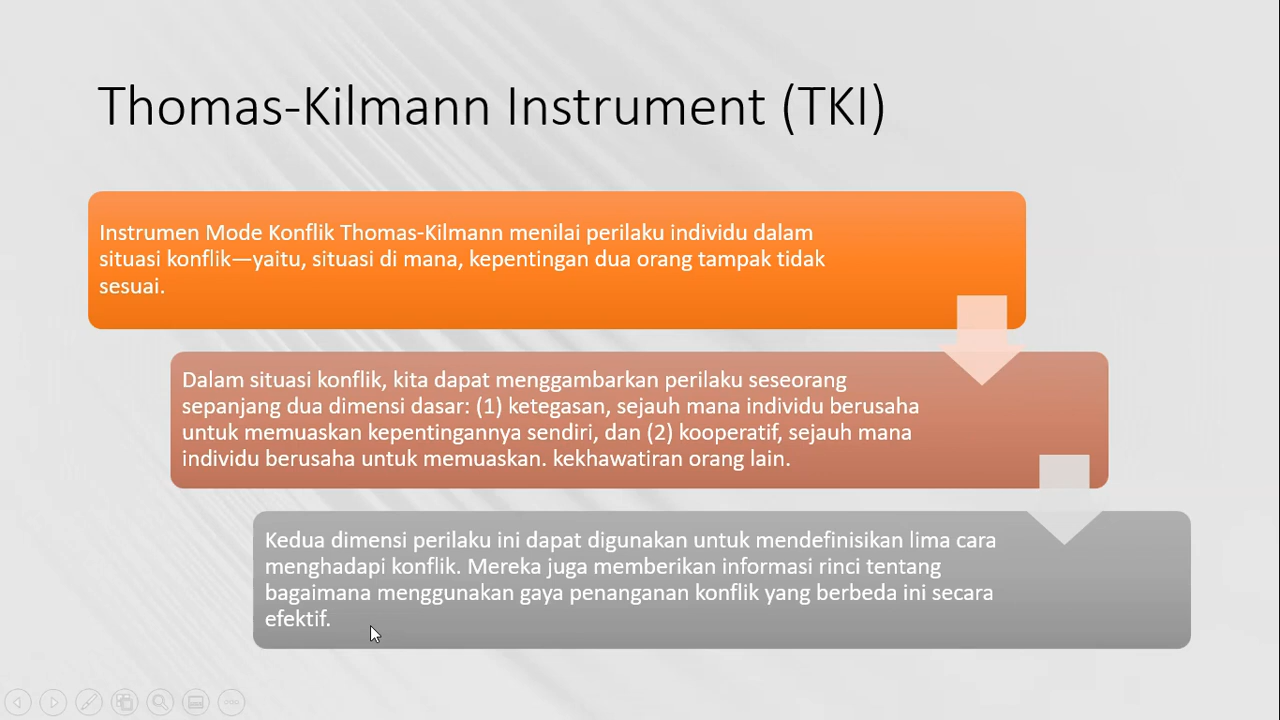 Thomas-Kilmann Instrument (TKI)
Instrumen Mode Konflik Thomas-Kilmann menilai perilaku individu dalam
situasi konflik—yaitu, situasi di mana, kepentingan dua orang tampak tidak
sesuai.
Dalam situasi konflik, kita dapat menggambarkan perilaku seseorang
sepanjang dua dimensi dasar: (1) ketegasan, sejauh mana individu berusaha
untuk memuaskan kepentingannya sendiri, dan (2) kooperatif, sejauh mana
individu berusaha untuk memuaskan. kekhawatiran orang lain.
Kedua dimensi perilaku ini dapat digunakan untuk mendefinisikan lima cara
menghadapi konflik. Mereka juga memberikan informasi rinci tentang
bagaimana menggunakan gaya penanganan konflik yang berbeda ini secara
efektif.